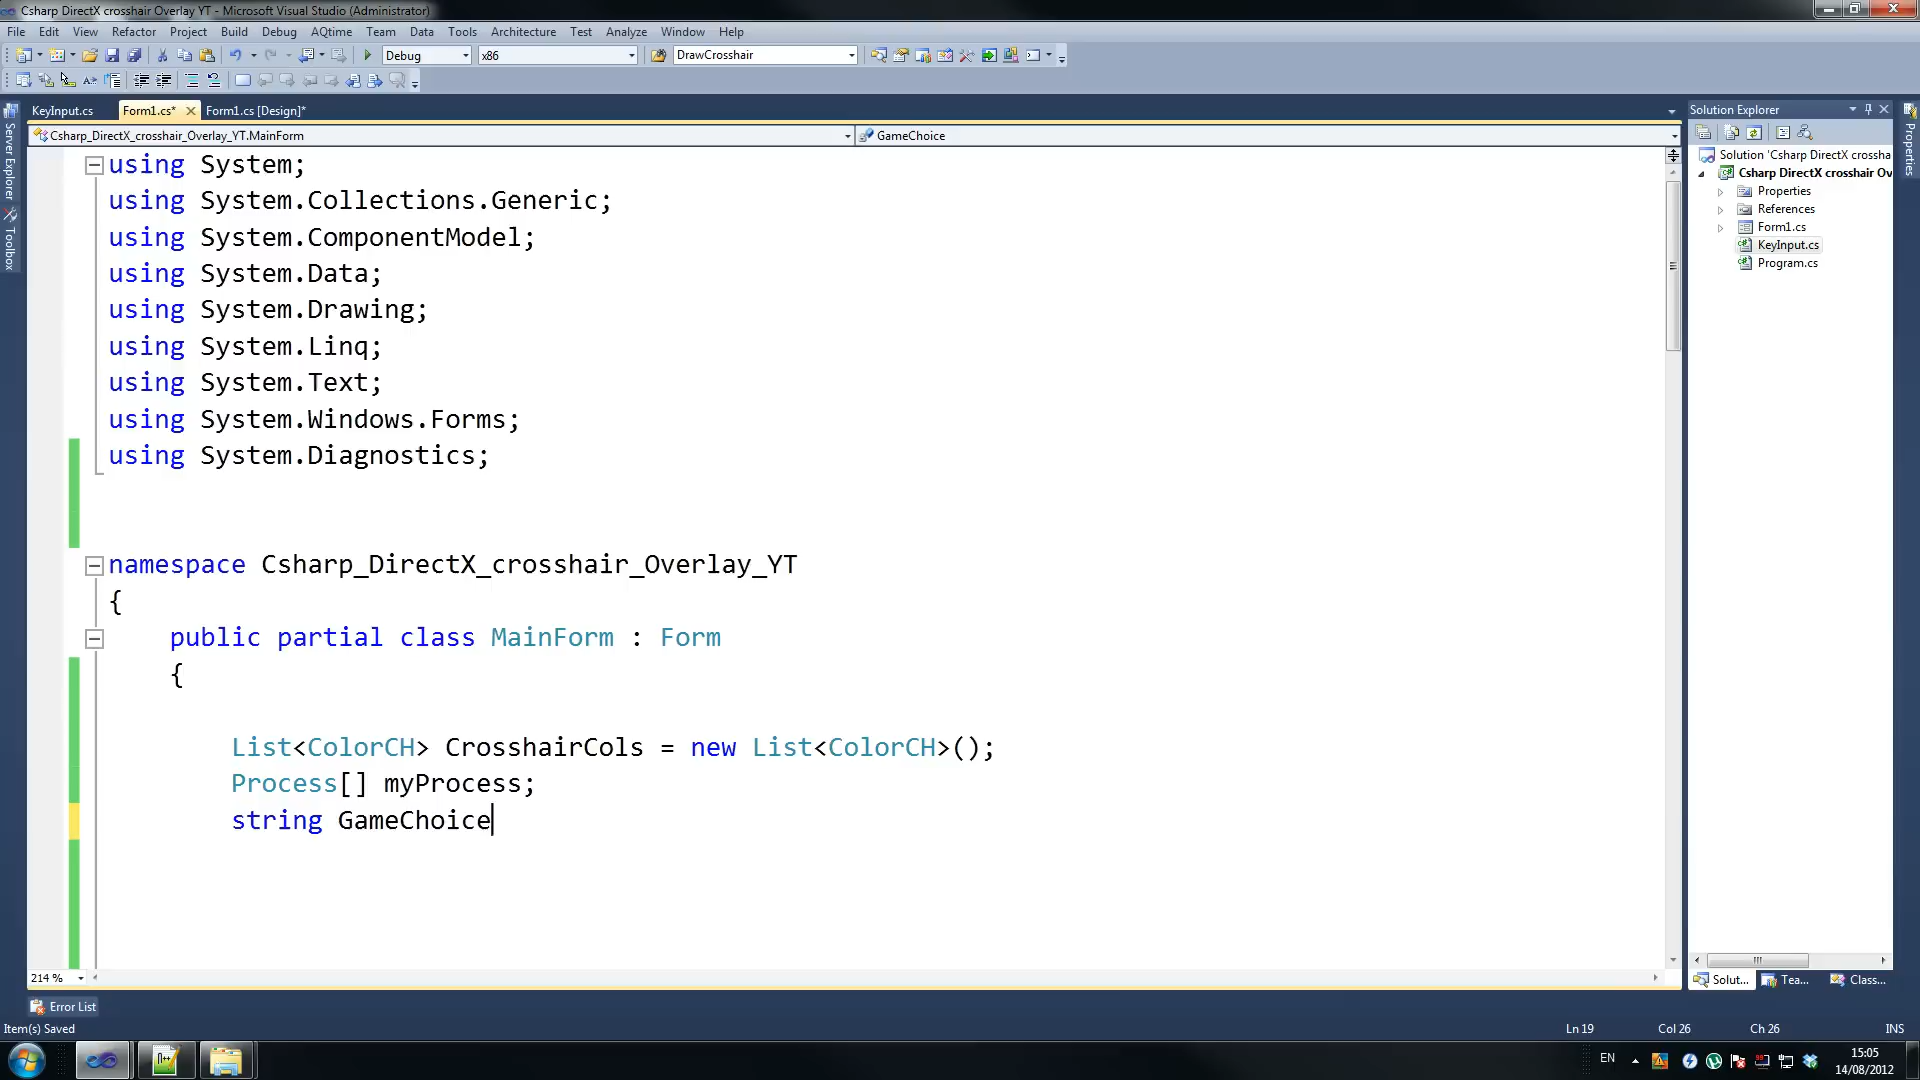 Csharp DirectX crosshair Overlay YT - Microsoft Visual Studio (Administrator)
File Edit View Refactor Project Build Debug AQtime Team Data Tools Architecture Test Analyze Window Help
Debug x86 DrawCrosshair
KeyInput.cs Form1.cs* Form1.cs [Design]*
Csharp_DirectX_crosshair_Overlay_YT.MainForm GameChoice
Server Explorer
Toolbox
using System;
using System.Collections.Generic;
using System.ComponentModel;
using System.Data;
using System.Drawing;
using System.Linq;
using System.Text;
using System.Windows.Forms;
using System.Diagnostics;
namespace Csharp_DirectX_crosshair_Overlay_YT
{
public partial class MainForm : Form
{
List<ColorCH> CrosshairCols = new List<ColorCH>();
Process[] myProcess;
string GameChoice
214 %
Solution Explorer
Solution 'Csharp DirectX crossha
Csharp DirectX crosshair Ov
Properties
References
Form1.cs
KeyInput.cs
Program.cs
Solut... Tea... Class...
Properties
Error List
Item(s) Saved Ln 19 Col 26 Ch 26 INS
EN 15:05
14/08/2012